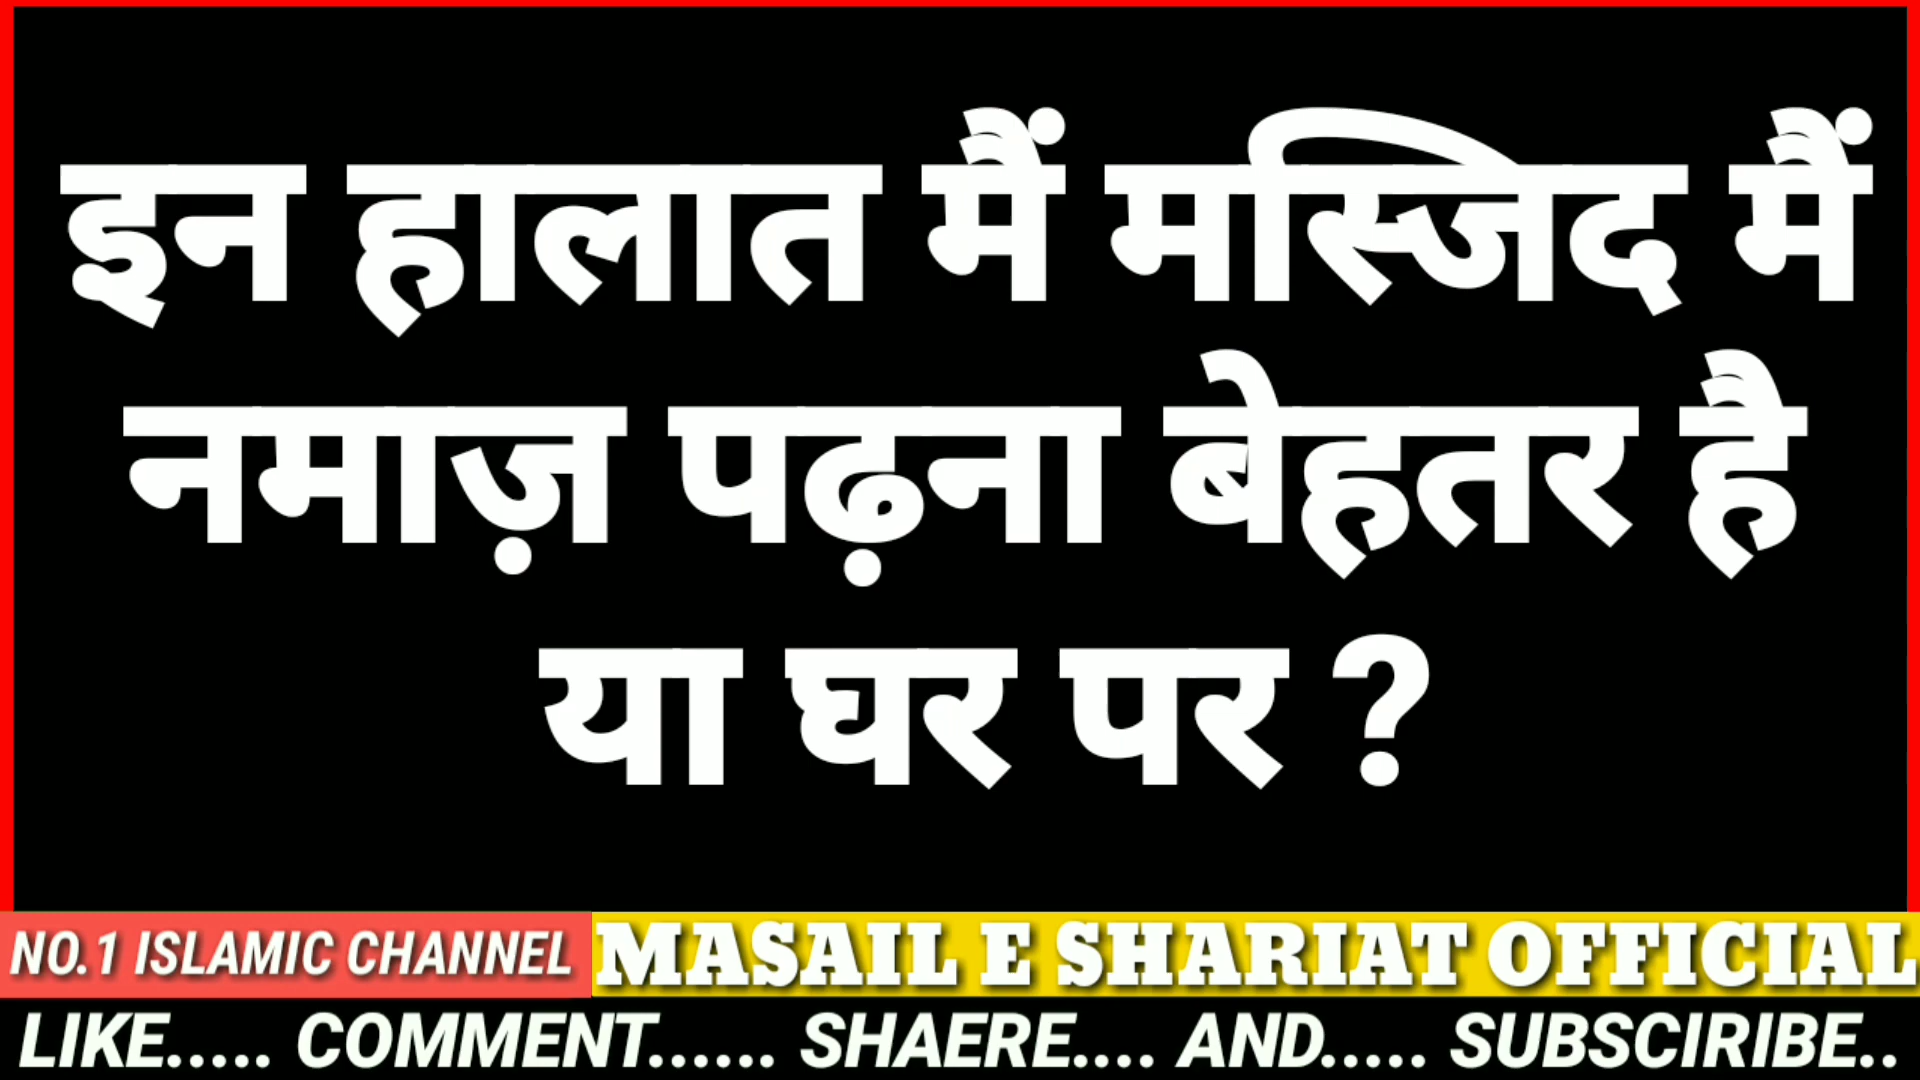 इन हालात मैं मस्जिद मैं
नमाज़ पढ़ना बेहतर है
या घर पर ?
NO.1 ISLAMIC CHANNEL MASAIL E SHARIAT OFFICIAL
LIKE..... COMMENT...... SHAERE.... AND..... SUBSCIRIBE..